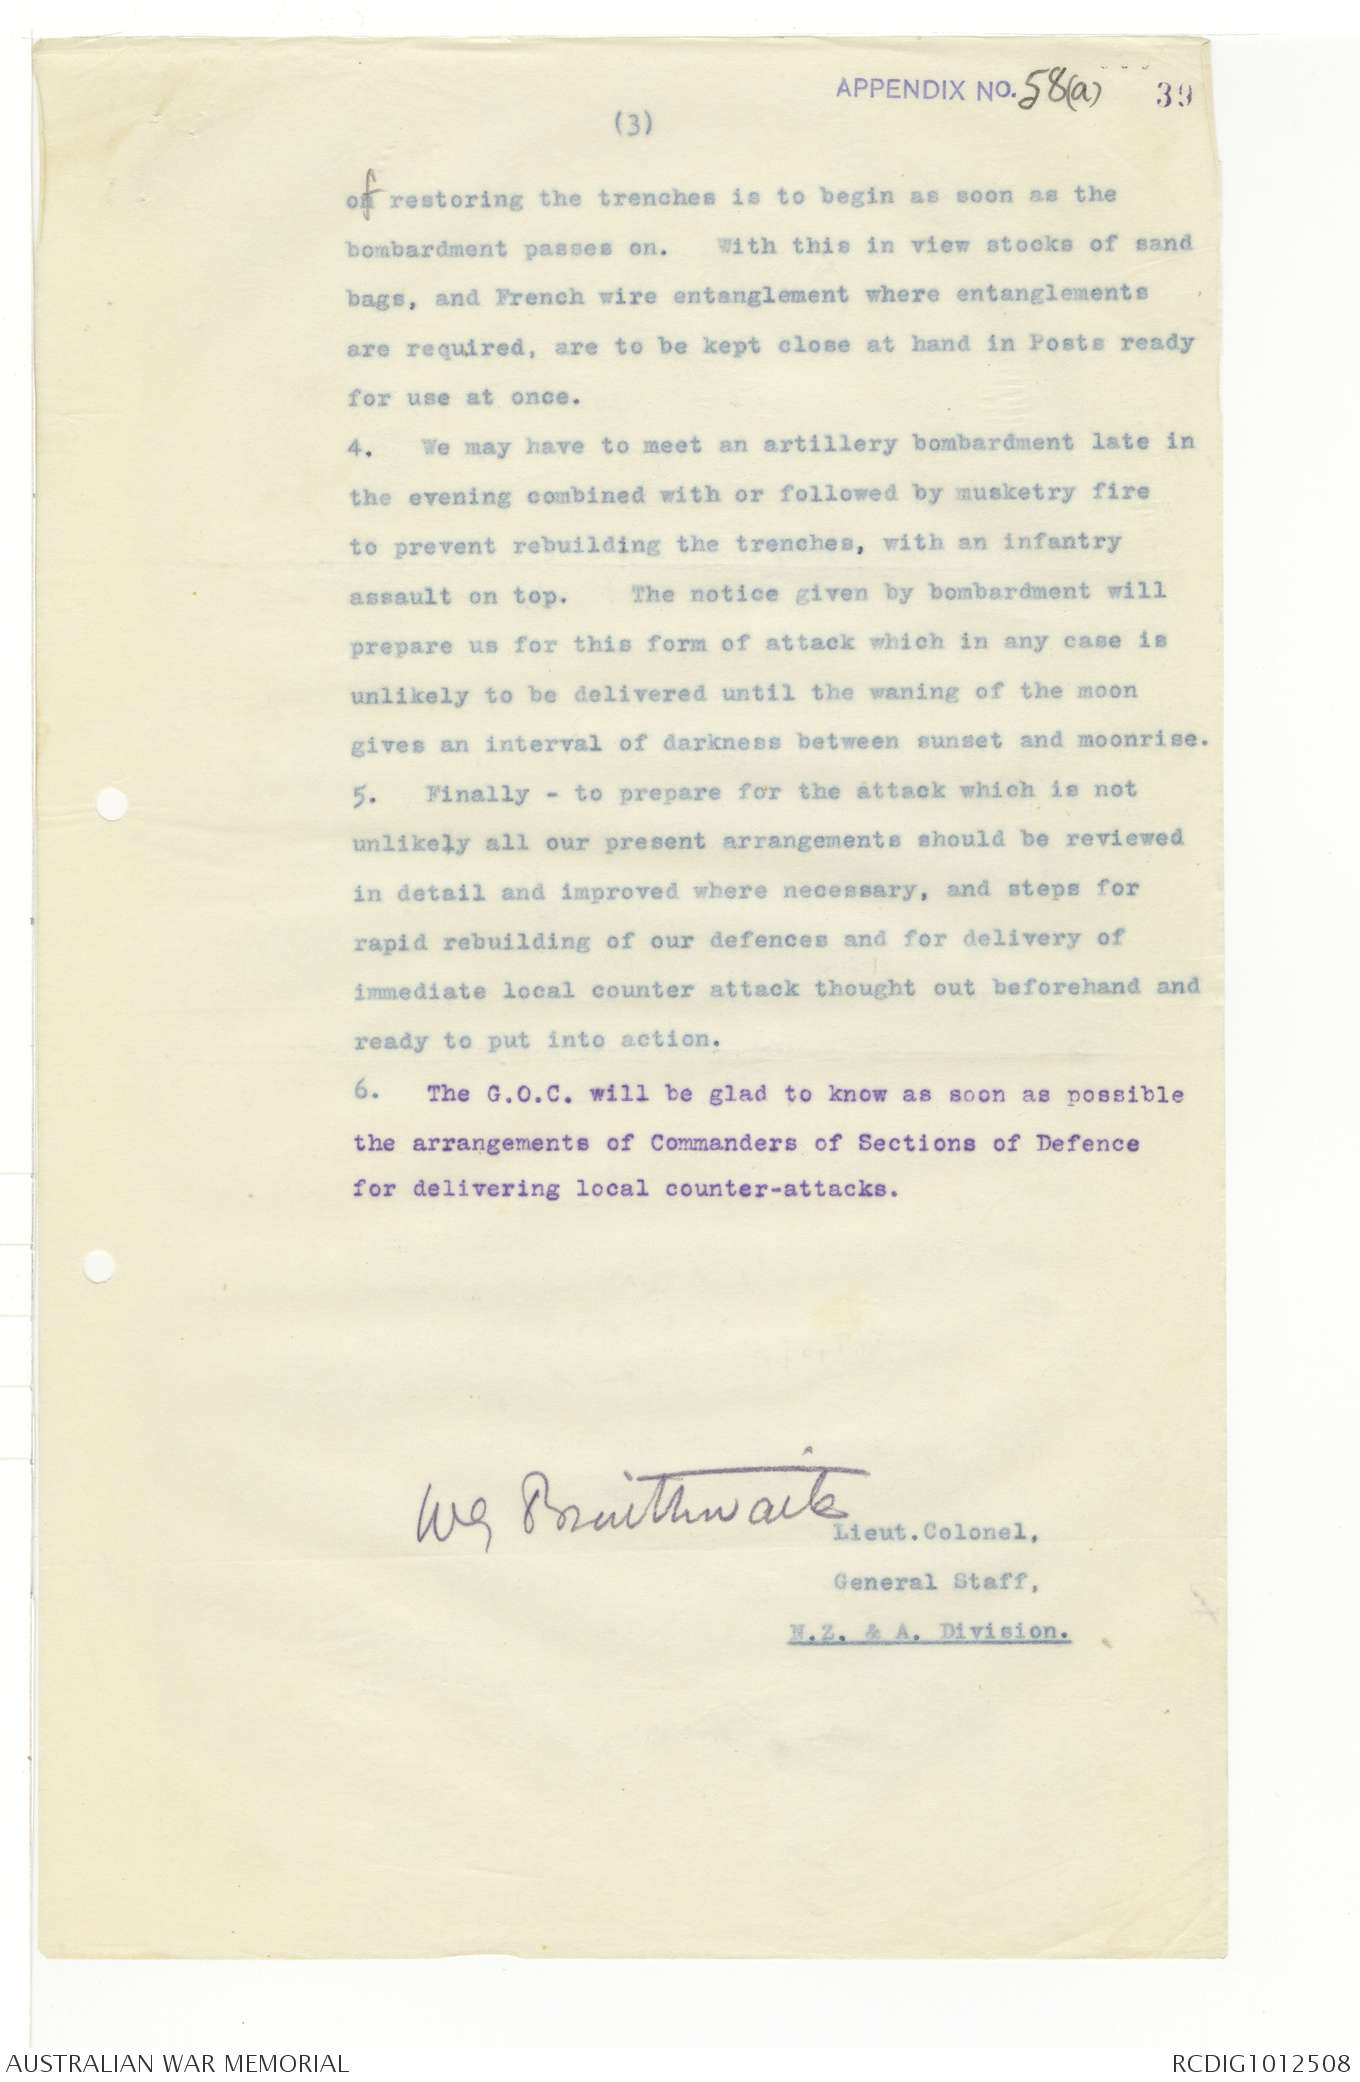 APPENDIX NO. 58(a) 39
(3)
of restoring the trenches is to begin as soon as the
bombardment passes on. With this in view stocks of sand
bags, and French wire entanglement where entanglements
are required, are to be kept close at hand in Posts ready
for use at once.
4. We may have to meet an artillery bombardment late in
the evening combined with or followed by musketry fire
to prevent rebuilding the trenches, with an infantry
assault on top. The notice given by bombardment will
prepare us for this form of attack which in any case is
unlikely to be delivered until the waning of the moon
gives an interval of darkness between sunset and moonrise.
5. Finally - to prepare for the attack which is not
unlikely all our present arrangements should be reviewed
in detail and improved where necessary, and steps for
rapid rebuilding of our defences and for delivery of
immediate local counter attack thought out beforehand and
ready to put into action.
6. The G.O.C. will be glad to know as soon as possible
the arrangements of Commanders of Sections of Defence
for delivering local counter-attacks.
WG Braithwaite
Lieut.Colonel,
General Staff,
N.Z. & A. Division.
AUSTRALIAN WAR MEMORIAL RCDIG1012508